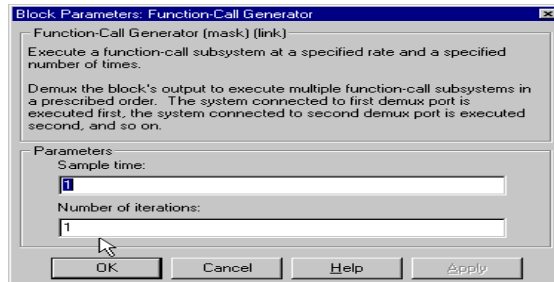 Block Parameters: Function-Call Generator
Function-Call Generator (mask) (link)
Execute a function-call subsystem at a specified rate and a specified
number of times.
Demux the block's output to execute multiple function-call subsystems in
a prescribed order. The system connected to first demux port is
executed first, the system connected to second demux port is executed
second, and so on.
Parameters
Sample time:
1
Number of iterations:
1
OK Cancel Help Apply